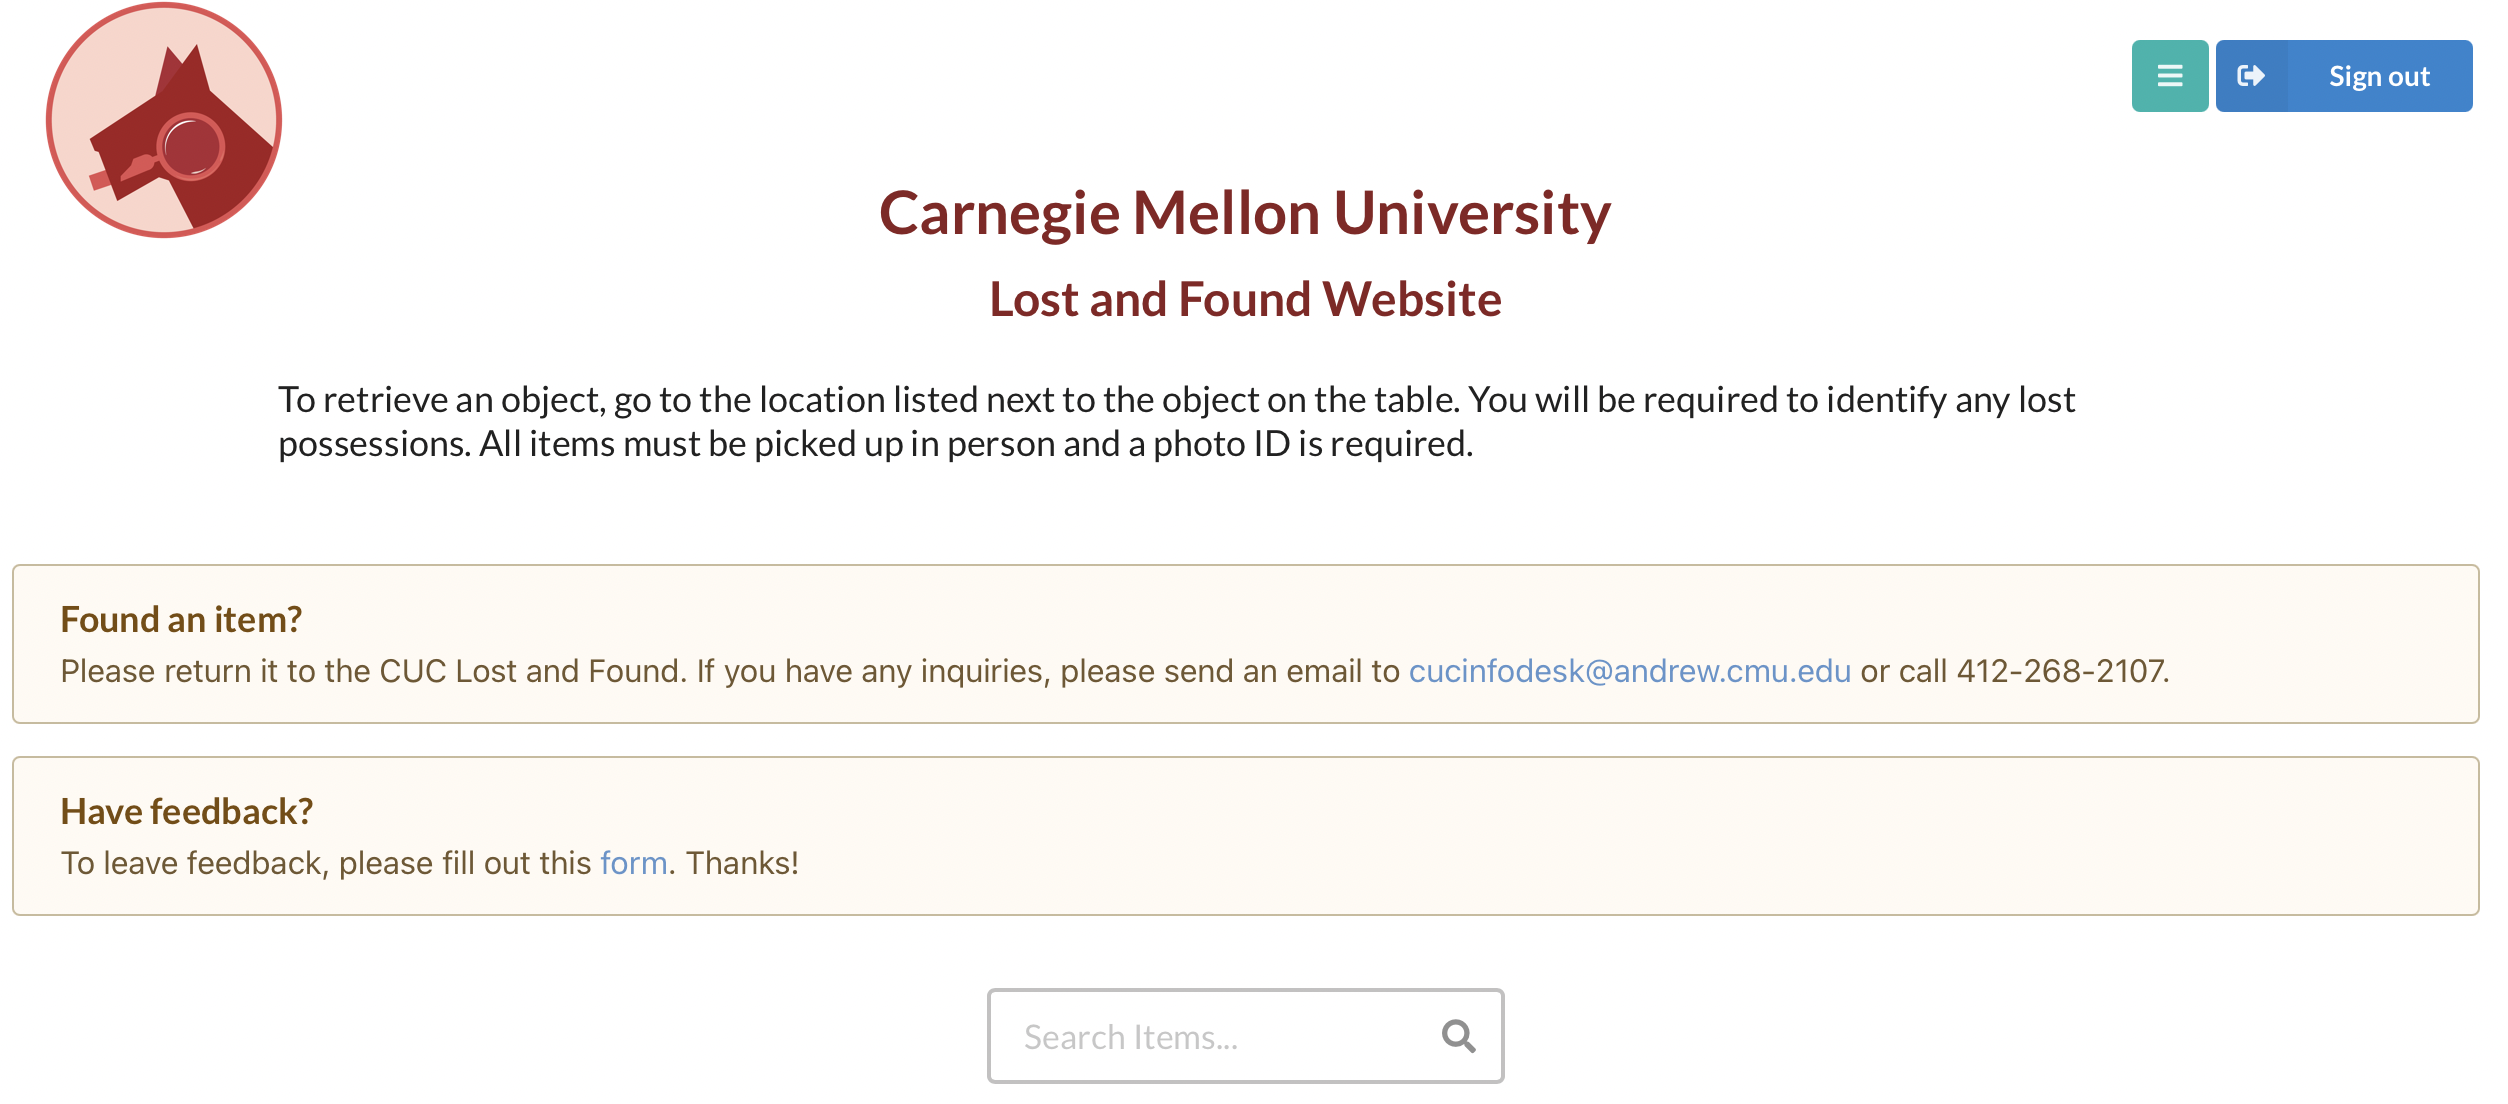 Sign out
Carnegie Mellon University
Lost and Found Website
To retrieve an object, go to the location listed next to the object on the table. You will be required to identify any lost
possessions. All items must be picked up in person and a photo ID is required.
Found an item?
Please return it to the CUC Lost and Found. If you have any inquiries, please send an email to cucinfodesk@andrew.cmu.edu or call 412-268-2107.
Have feedback?
To leave feedback, please fill out this form. Thanks!
Search Items...